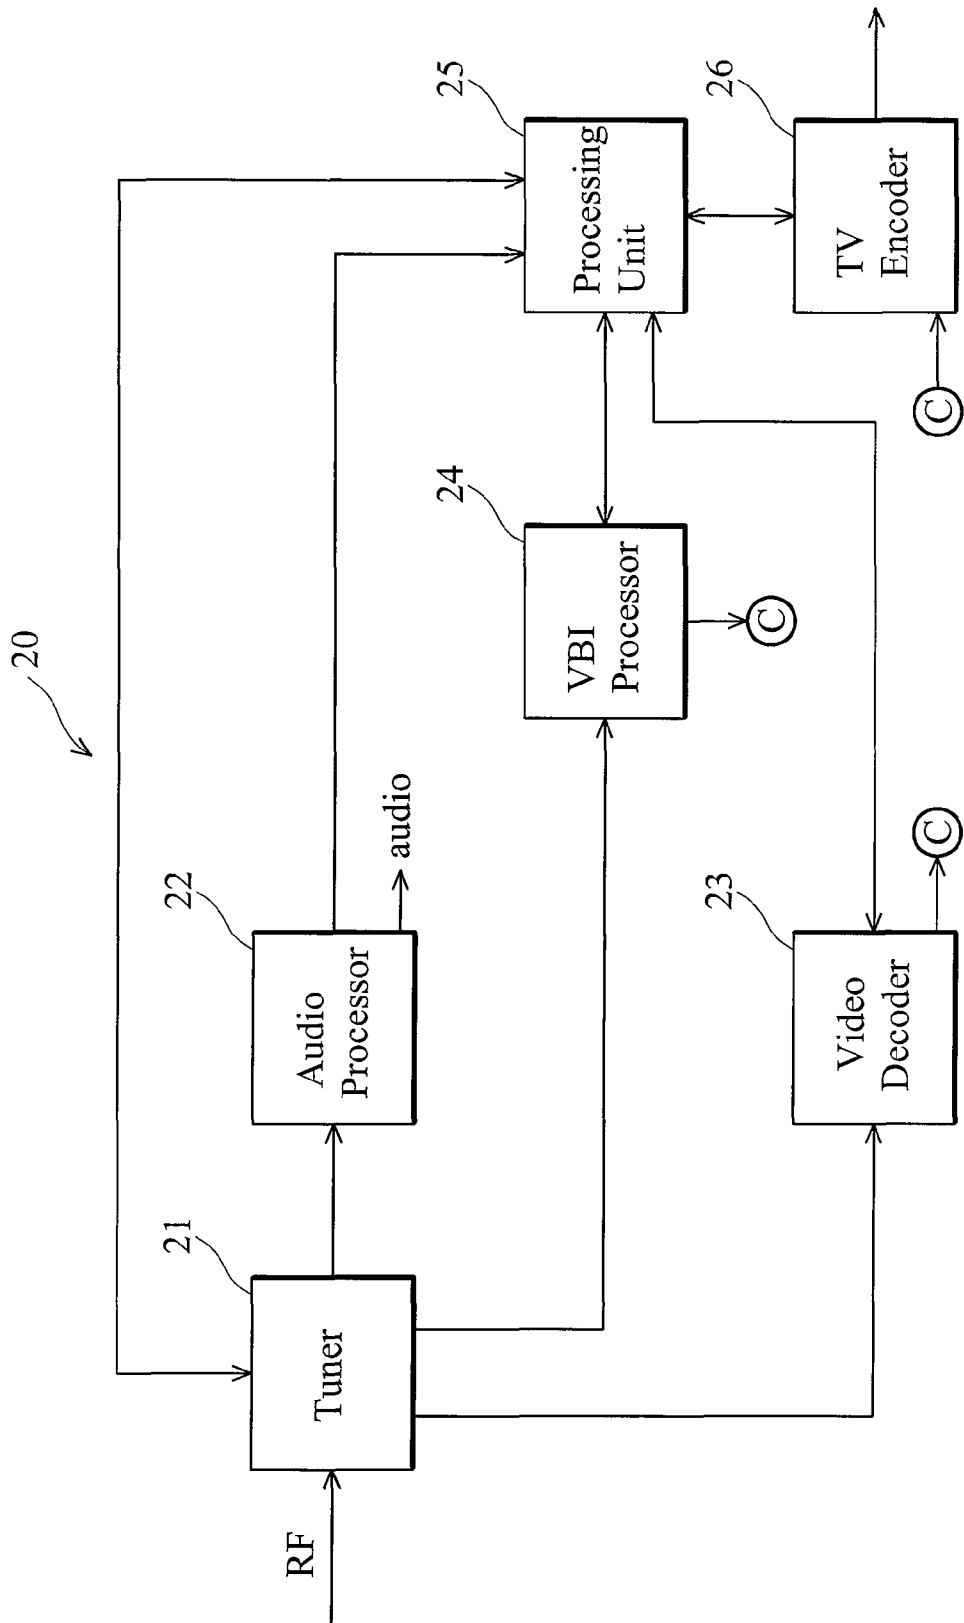 20
RF
Tuner
21
Audio
Processor
22
audio
VBI
Processor
24
C
Video
Decoder
23
C
Processing
Unit
25
TV
Encoder
26
C